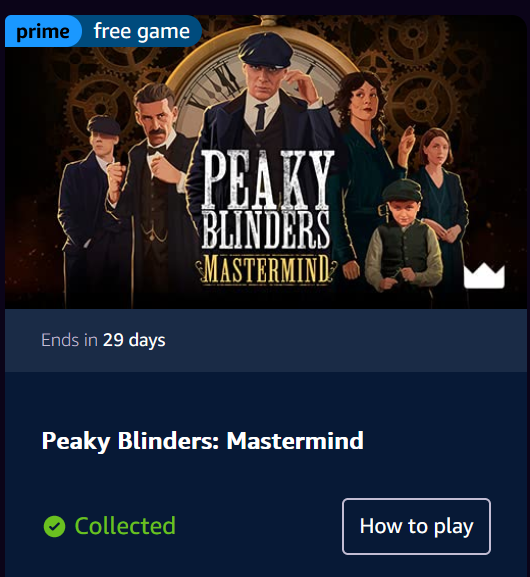 prime free game
PEAKY
BLINDERS
MASTERMIND
Ends in 29 days
Peaky Blinders: Mastermind
Collected
How to play